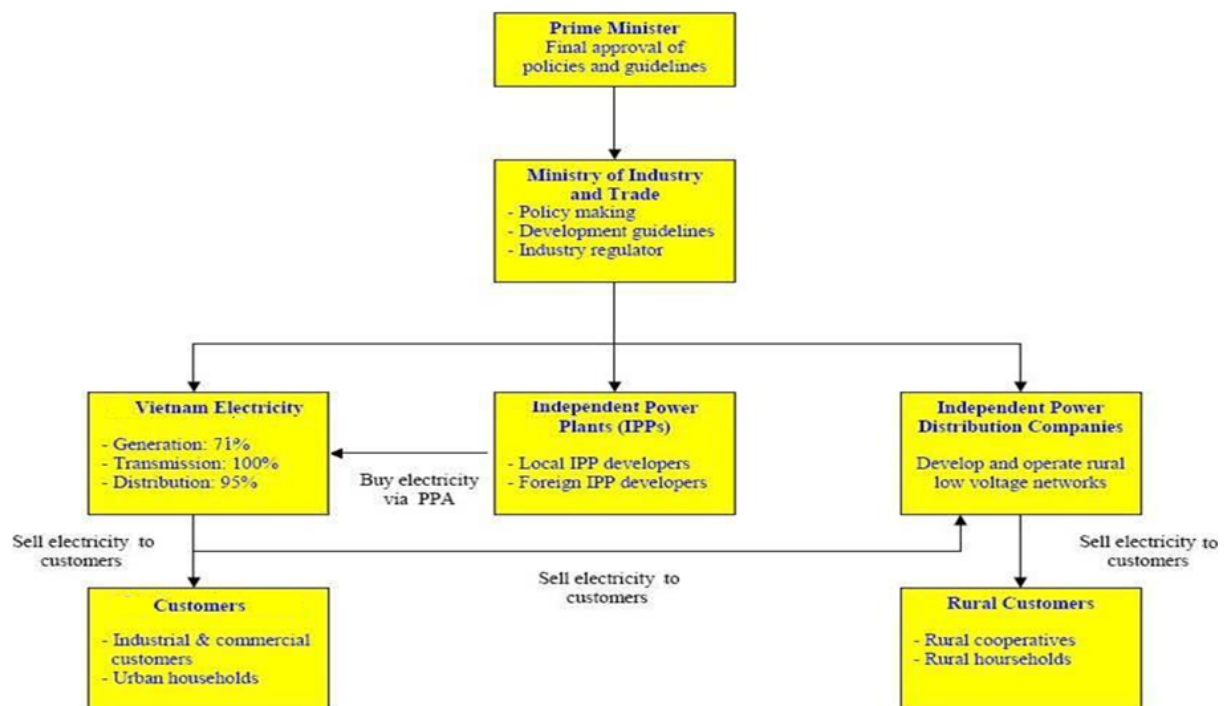 Prime Minister
Final approval of
policies and guidelines
Ministry of Industry
and Trade
- Policy making
- Development guidelines
- Industry regulator
Vietnam Electricity
- Generation: 71%
- Transmission: 100%
- Distribution: 95%
Buy electricity
via PPA
Independent Power
Plants (IPPs)
- Local IPP developers
- Foreign IPP developers
Independent Power
Distribution Companies
Develop and operate rural
low voltage networks
Sell electricity to
customers
Sell electricity to
customers
Sell electricity to
customers
Customers
- Industrial & commercial
customers
- Urban households
Rural Customers
- Rural cooperatives
- Rural hourseholds